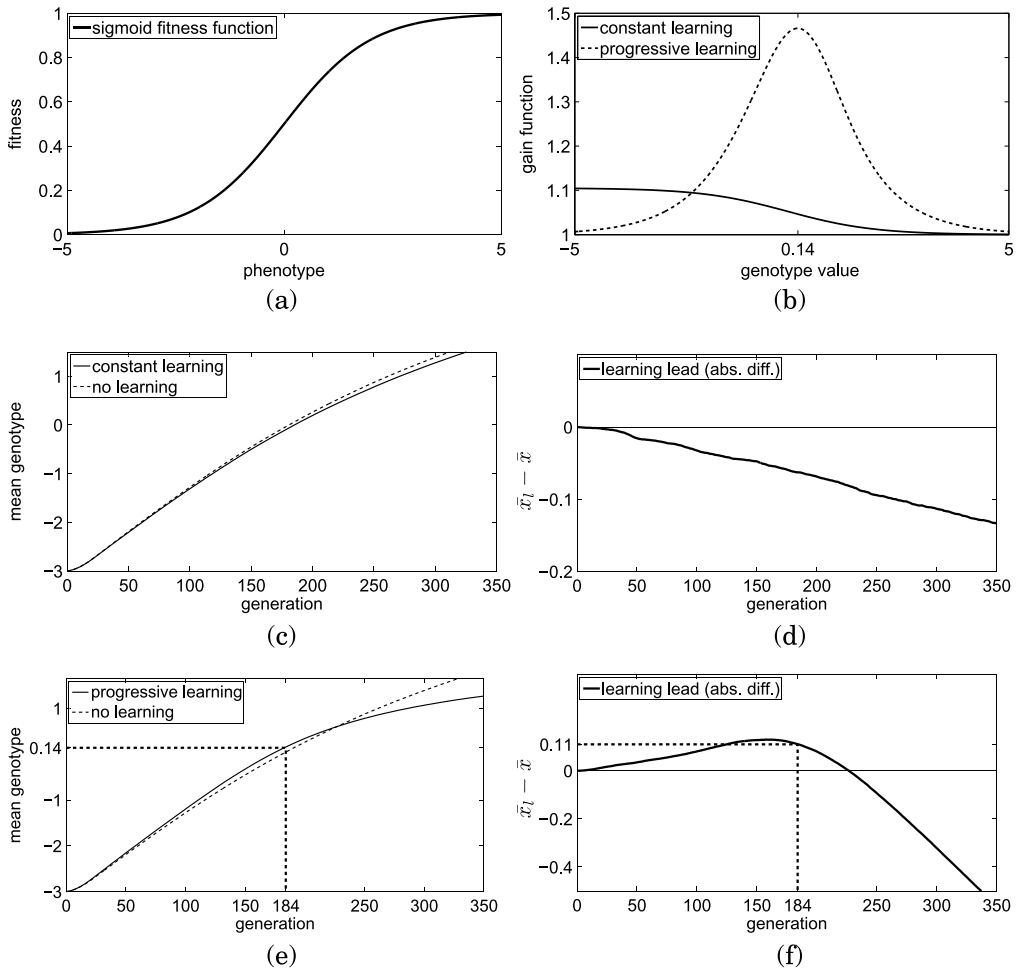 sigmoid fitness function
fitness
1
0.8
0.6
0.4
0.2
0
−5
0
5
phenotype
(a)
constant learning
progressive learning
gain function
1.5
1.4
1.3
1.2
1.1
1
−5
0.14
5
genotype value
(b)
constant learning
no learning
mean genotype
1
0
−1
−2
−3
0 50 100 150 200 250 300 350
generation
(c)
learning lead (abs. diff.)
x̄_l − x̄
0
−0.1
−0.2
0 50 100 150 200 250 300 350
generation
(d)
progressive learning
no learning
mean genotype
1
0.14
−1
−2
−3
0 50 100 150 184 250 300 350
generation
(e)
learning lead (abs. diff.)
x̄_l − x̄
0.11
0
−0.2
−0.4
0 50 100 150 184 250 300 350
generation
(f)